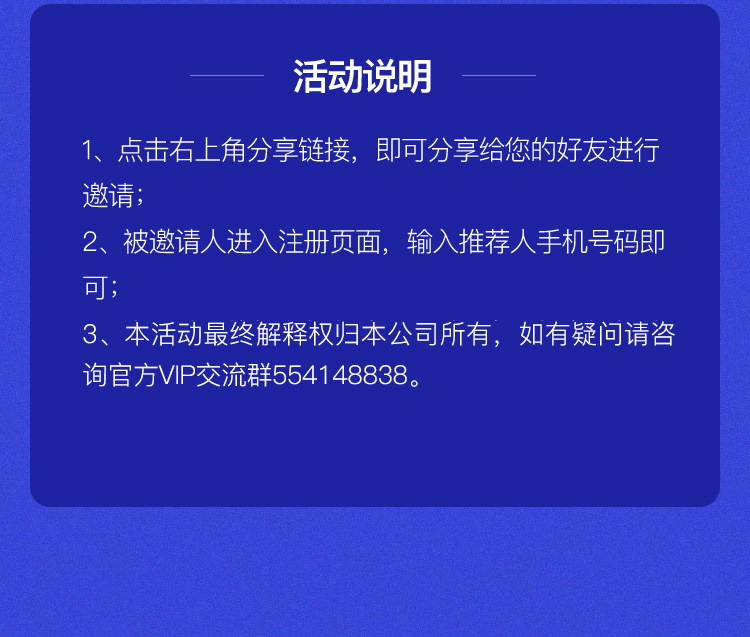 活动说明
1、点击右上角分享链接，即可分享给您的好友进行
邀请；
2、被邀请人进入注册页面，输入推荐人手机号码即
可；
3、本活动最终解释权归本公司所有，如有疑问请咨
询官方VIP交流群554148838。